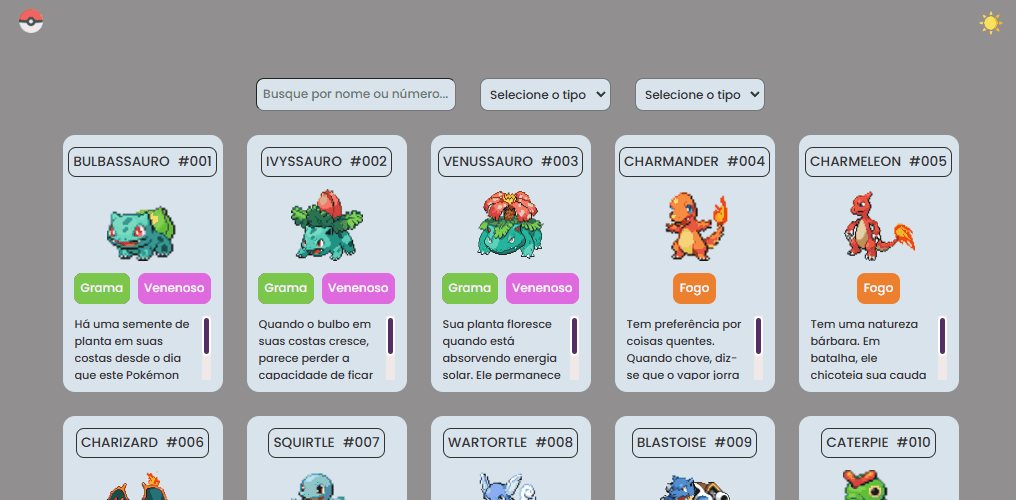 Busque por nome ou número...
Selecione o tipo
Selecione o tipo
BULBASSAURO #001
IVYSSAURO #002
VENUSSAURO #003
CHARMANDER #004
CHARMELEON #005
Grama Venenoso
Grama Venenoso
Grama Venenoso
Fogo
Fogo
Há uma semente de
planta em suas
costas desde o dia
que este Pokémon
Quando o bulbo em
suas costas cresce,
parece perder a
capacidade de ficar
Sua planta floresce
quando está
absorvendo energia
solar. Ele permanece
Tem preferência por
coisas quentes.
Quando chove, diz-
se que o vapor jorra
Tem uma natureza
bárbara. Em
batalha, ele
chicoteia sua cauda
CHARIZARD #006
SQUIRTLE #007
WARTORTLE #008
BLASTOISE #009
CATERPIE #010